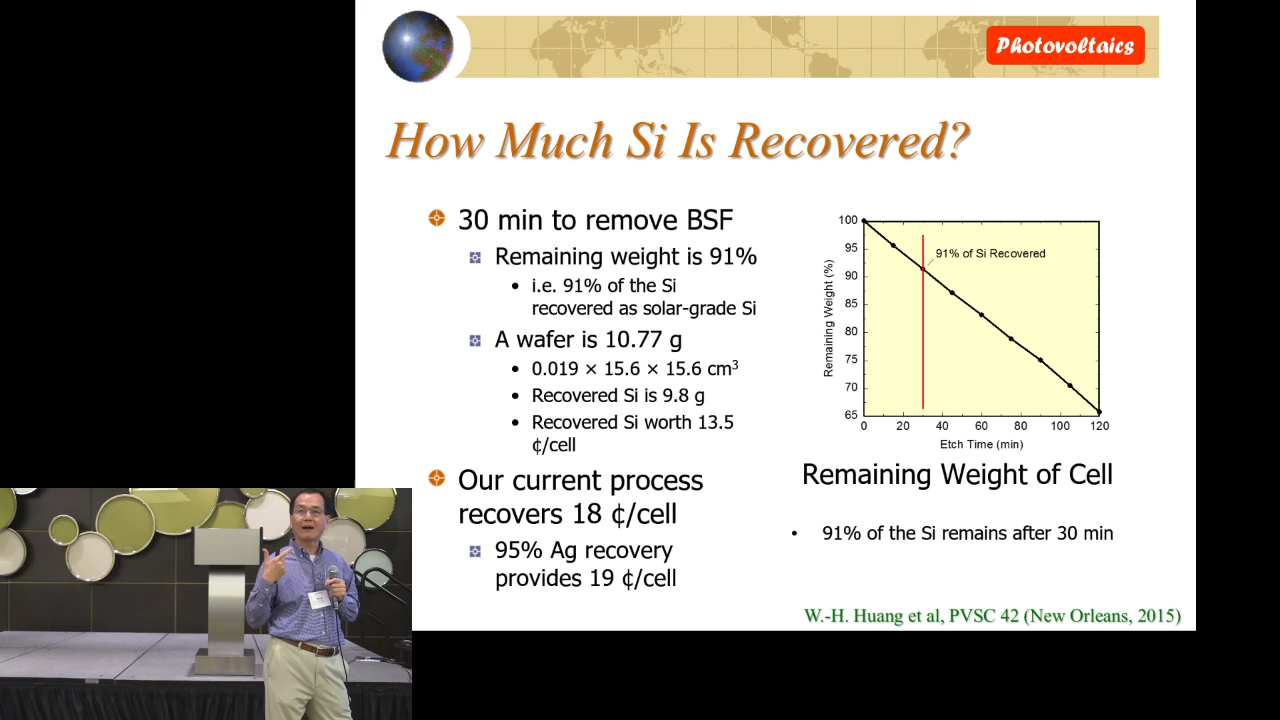 Photovoltaics
How Much Si Is Recovered?
30 min to remove BSF
Remaining weight is 91%
• i.e. 91% of the Si
recovered as solar-grade Si
A wafer is 10.77 g
• 0.019 × 15.6 × 15.6 cm³
• Recovered Si is 9.8 g
• Recovered Si worth 13.5
¢/cell
Our current process
recovers 18 ¢/cell
95% Ag recovery
provides 19 ¢/cell
100
95
90
85
80
75
70
65
Remaining Weight (%)
91% of Si Recovered
0 20 40 60 80 100 120
Etch Time (min)
Remaining Weight of Cell
• 91% of the Si remains after 30 min
W.-H. Huang et al, PVSC 42 (New Orleans, 2015)